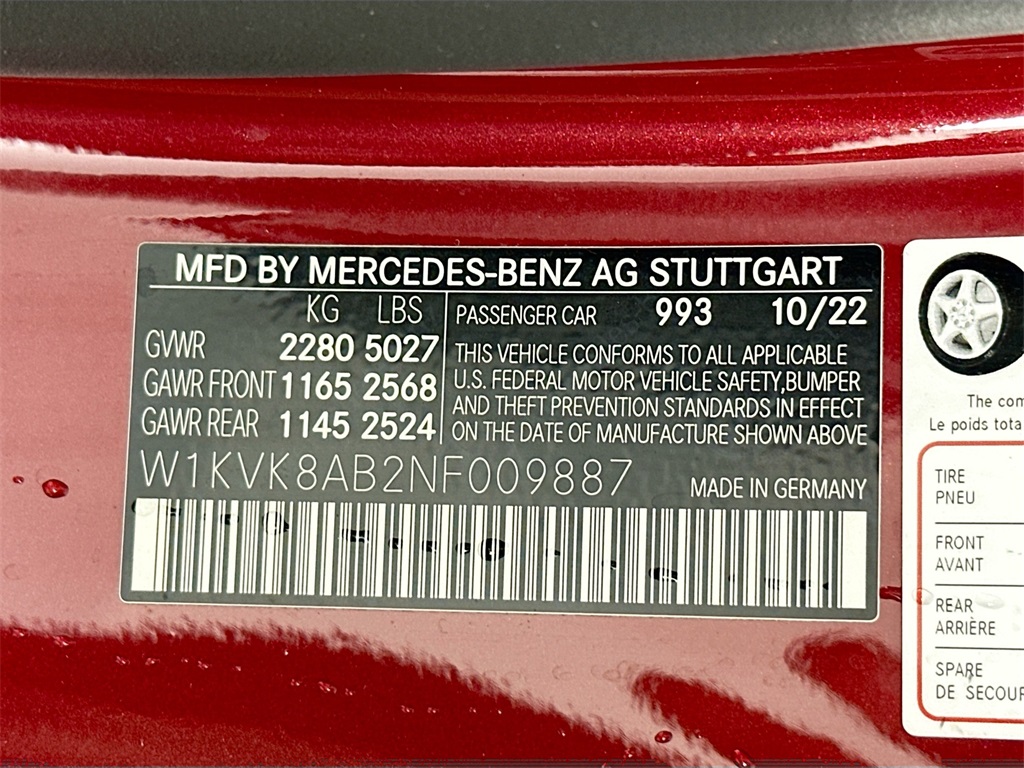 MFD BY MERCEDES-BENZ AG STUTTGART
KG LBS
GVWR 2280 5027
GAWR FRONT 1165 2568
GAWR REAR 1145 2524
PASSENGER CAR 993 10/22
THIS VEHICLE CONFORMS TO ALL APPLICABLE
U.S. FEDERAL MOTOR VEHICLE SAFETY, BUMPER
AND THEFT PREVENTION STANDARDS IN EFFECT
ON THE DATE OF MANUFACTURE SHOWN ABOVE
W1KVK8AB2NF009887
MADE IN GERMANY
The com
Le poids tota
TIRE
PNEU
FRONT
AVANT
REAR
ARRIÈRE
SPARE
DE SECOUR